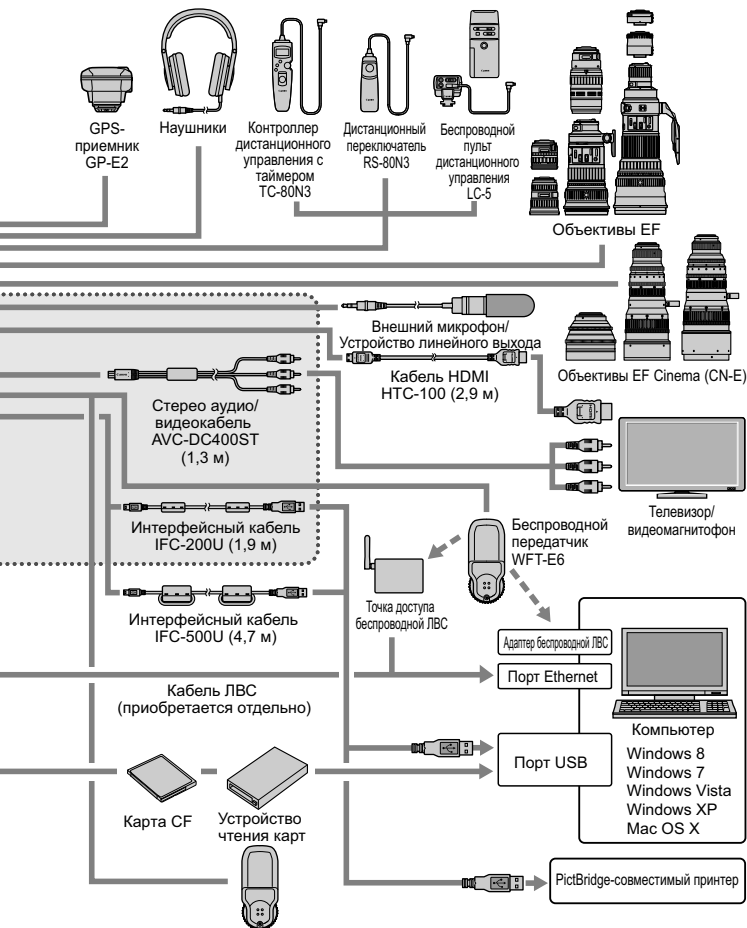 GPS-
приемник
GP-E2
Наушники
Контроллер
дистанционного
управления с
таймером
TC-80N3
Дистанционный
переключатель
RS-80N3
Беспроводной
пульт
дистанционного
управления
LC-5
Объективы EF
Внешний микрофон/
Устройство линейного выхода
Кабель HDMI
HTC-100 (2,9 м)
Объективы EF Cinema (CN-E)
Стерео аудио/
видеокабель
AVC-DC400ST
(1,3 м)
Телевизор/
видеомагнитофон
Интерфейсный кабель
IFC-200U (1,9 м)
Беспроводной
передатчик
WFT-E6
Точка доступа
беспроводной ЛВС
Интерфейсный кабель
IFC-500U (4,7 м)
Адаптер беспроводной ЛВС
Порт Ethernet
Кабель ЛВС
(приобретается отдельно)
Компьютер
Windows 8
Windows 7
Windows Vista
Windows XP
Mac OS X
Порт USB
Карта CF
Устройство
чтения карт
PictBridge-совместимый принтер